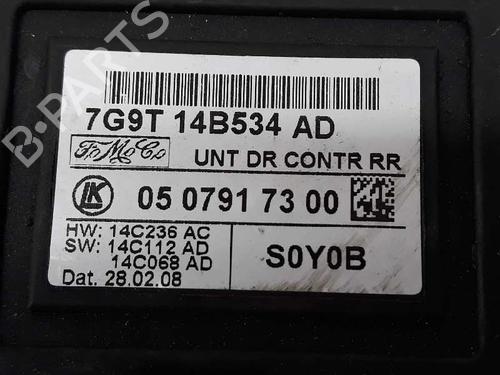 B-PARTS
7G9T 14B534 AD
FoMoCo
UNT DR CONTR RR
LK 05 0791 73 00
HW: 14C236 AC
SW: 14C112 AD
14C068 AD
S0Y0B
Dat. 28.02.08